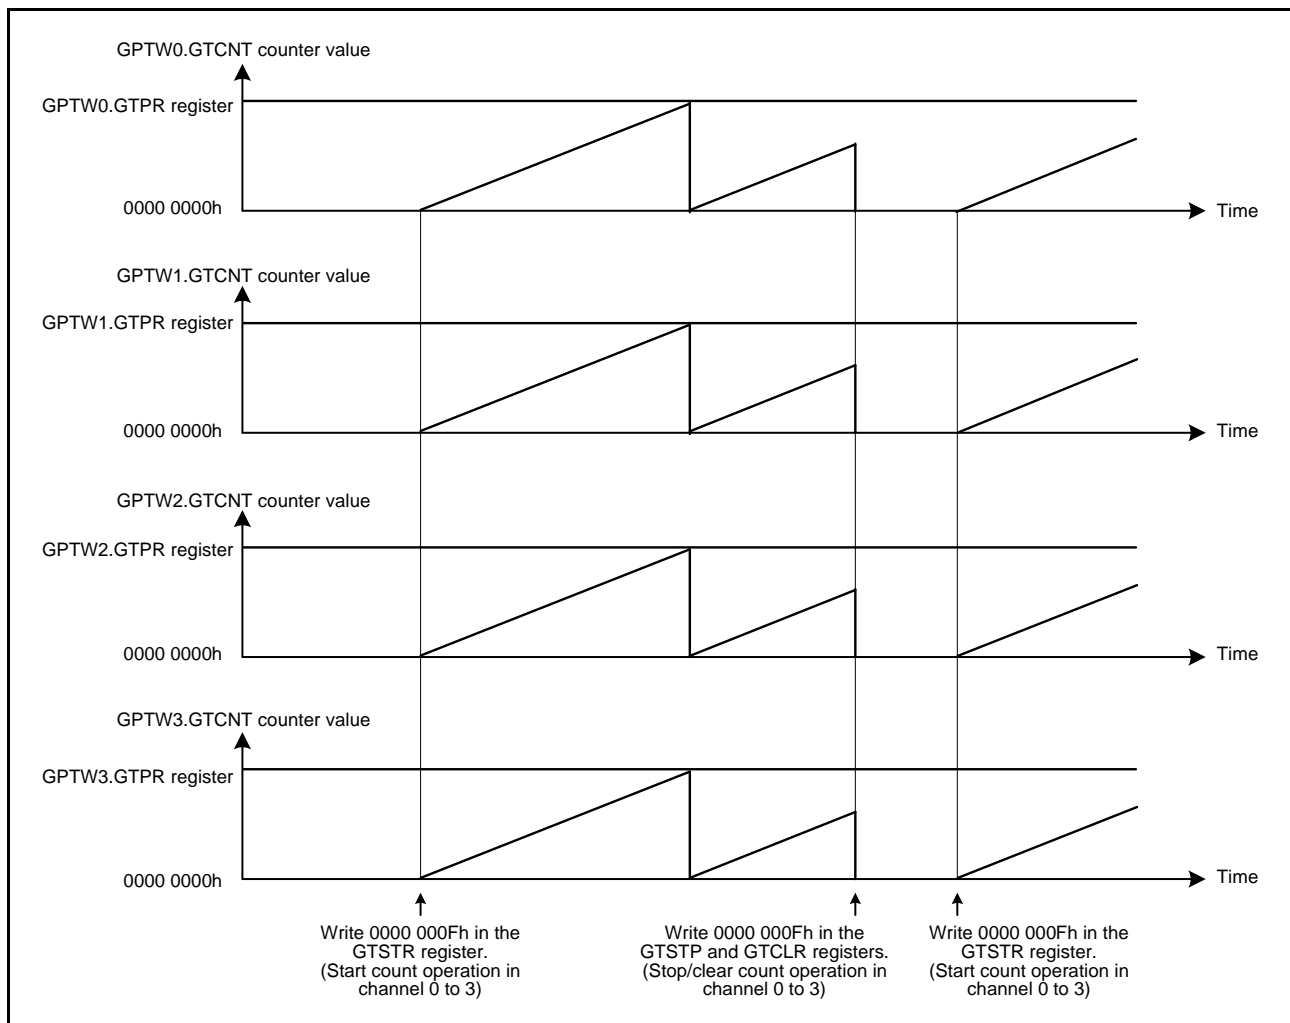 GPTW0.GTCNT counter value
GPTW0.GTPR register
0000 0000h
Time
GPTW1.GTCNT counter value
GPTW1.GTPR register
0000 0000h
Time
GPTW2.GTCNT counter value
GPTW2.GTPR register
0000 0000h
Time
GPTW3.GTCNT counter value
GPTW3.GTPR register
0000 0000h
Time
Write 0000 000Fh in the
GTSTR register.
(Start count operation in
channel 0 to 3)
Write 0000 000Fh in the
GTSTP and GTCLR registers.
(Stop/clear count operation in
channel 0 to 3)
Write 0000 000Fh in the
GTSTR register.
(Start count operation in
channel 0 to 3)